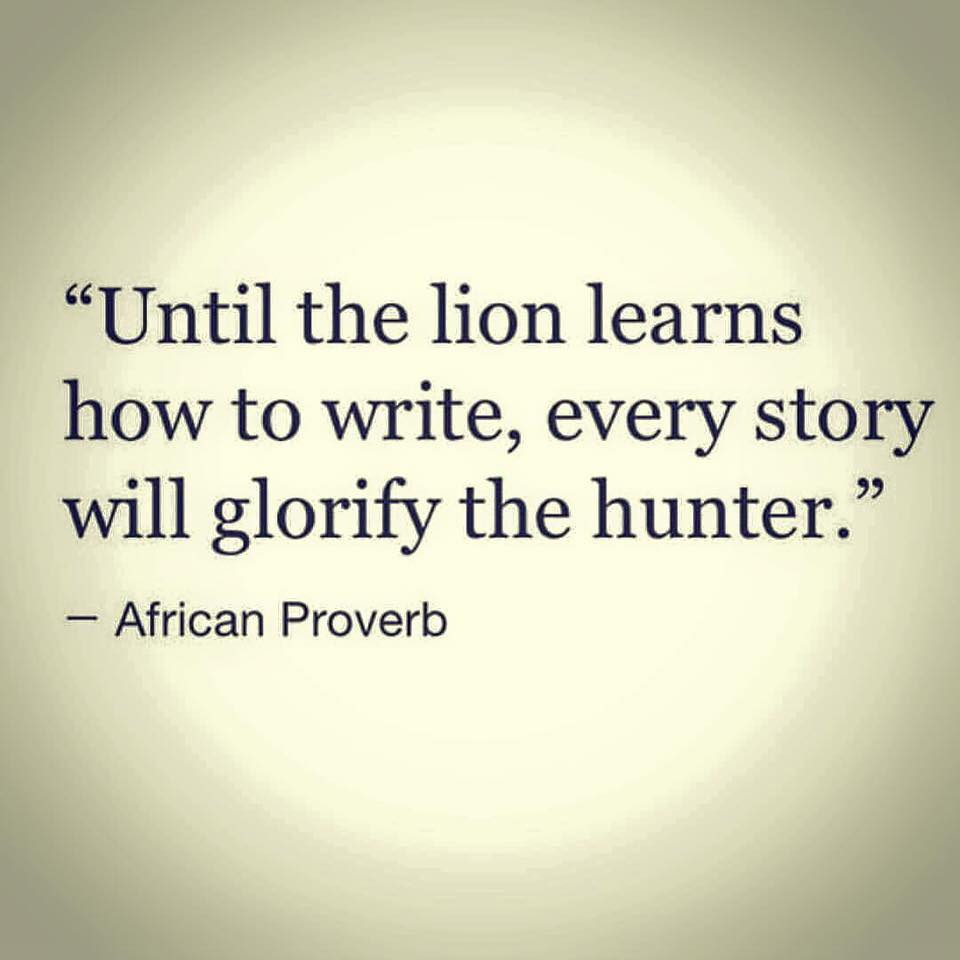 “Until the lion learns
how to write, every story
will glorify the hunter.”
— African Proverb